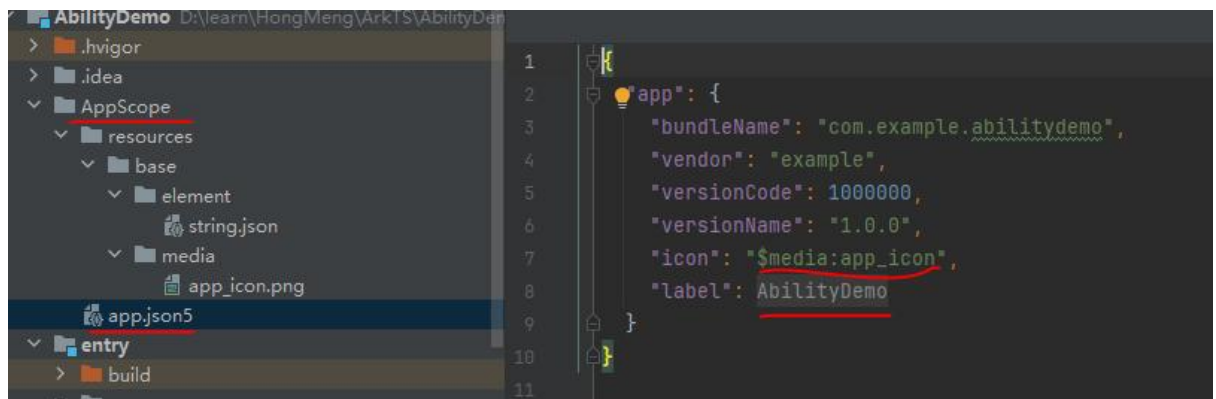 AbilityDemo D:\learn\HongMeng\ArkTS\AbilityDem
.hvigor
.idea
AppScope
resources
base
element
string.json
media
app_icon.png
app.json5
entry
build
1 {
2 "app": {
3 "bundleName": "com.example.abilitydemo",
4 "vendor": "example",
5 "versionCode": 1000000,
6 "versionName": "1.0.0",
7 "icon": "$media:app_icon",
8 "label": AbilityDemo
9 }
10 }
11